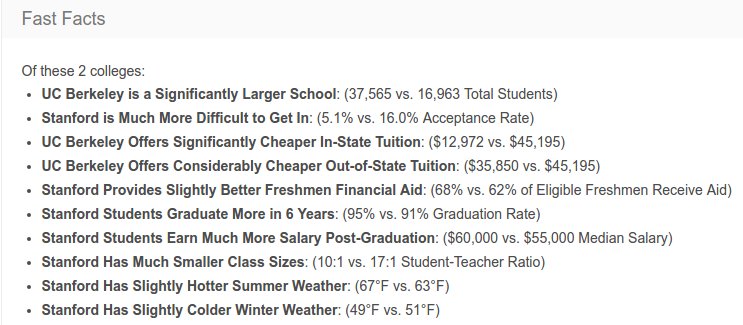 Fast Facts
Of these 2 colleges:
• UC Berkeley is a Significantly Larger School: (37,565 vs. 16,963 Total Students)
• Stanford is Much More Difficult to Get In: (5.1% vs. 16.0% Acceptance Rate)
• UC Berkeley Offers Significantly Cheaper In-State Tuition: ($12,972 vs. $45,195)
• UC Berkeley Offers Considerably Cheaper Out-of-State Tuition: ($35,850 vs. $45,195)
• Stanford Provides Slightly Better Freshmen Financial Aid: (68% vs. 62% of Eligible Freshmen Receive Aid)
• Stanford Students Graduate More in 6 Years: (95% vs. 91% Graduation Rate)
• Stanford Students Earn Much More Salary Post-Graduation: ($60,000 vs. $55,000 Median Salary)
• Stanford Has Much Smaller Class Sizes: (10:1 vs. 17:1 Student-Teacher Ratio)
• Stanford Has Slightly Hotter Summer Weather: (67°F vs. 63°F)
• Stanford Has Slightly Colder Winter Weather: (49°F vs. 51°F)